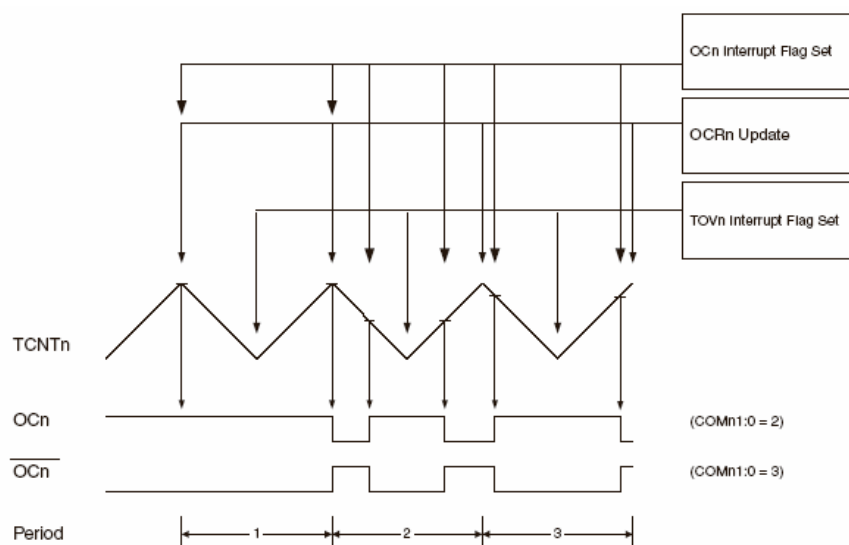 OCn Interrupt Flag Set
OCRn Update
TOVn Interrupt Flag Set
TCNTn
OCn
(COMn1:0 = 2)
OCn
(COMn1:0 = 3)
Period
1
2
3